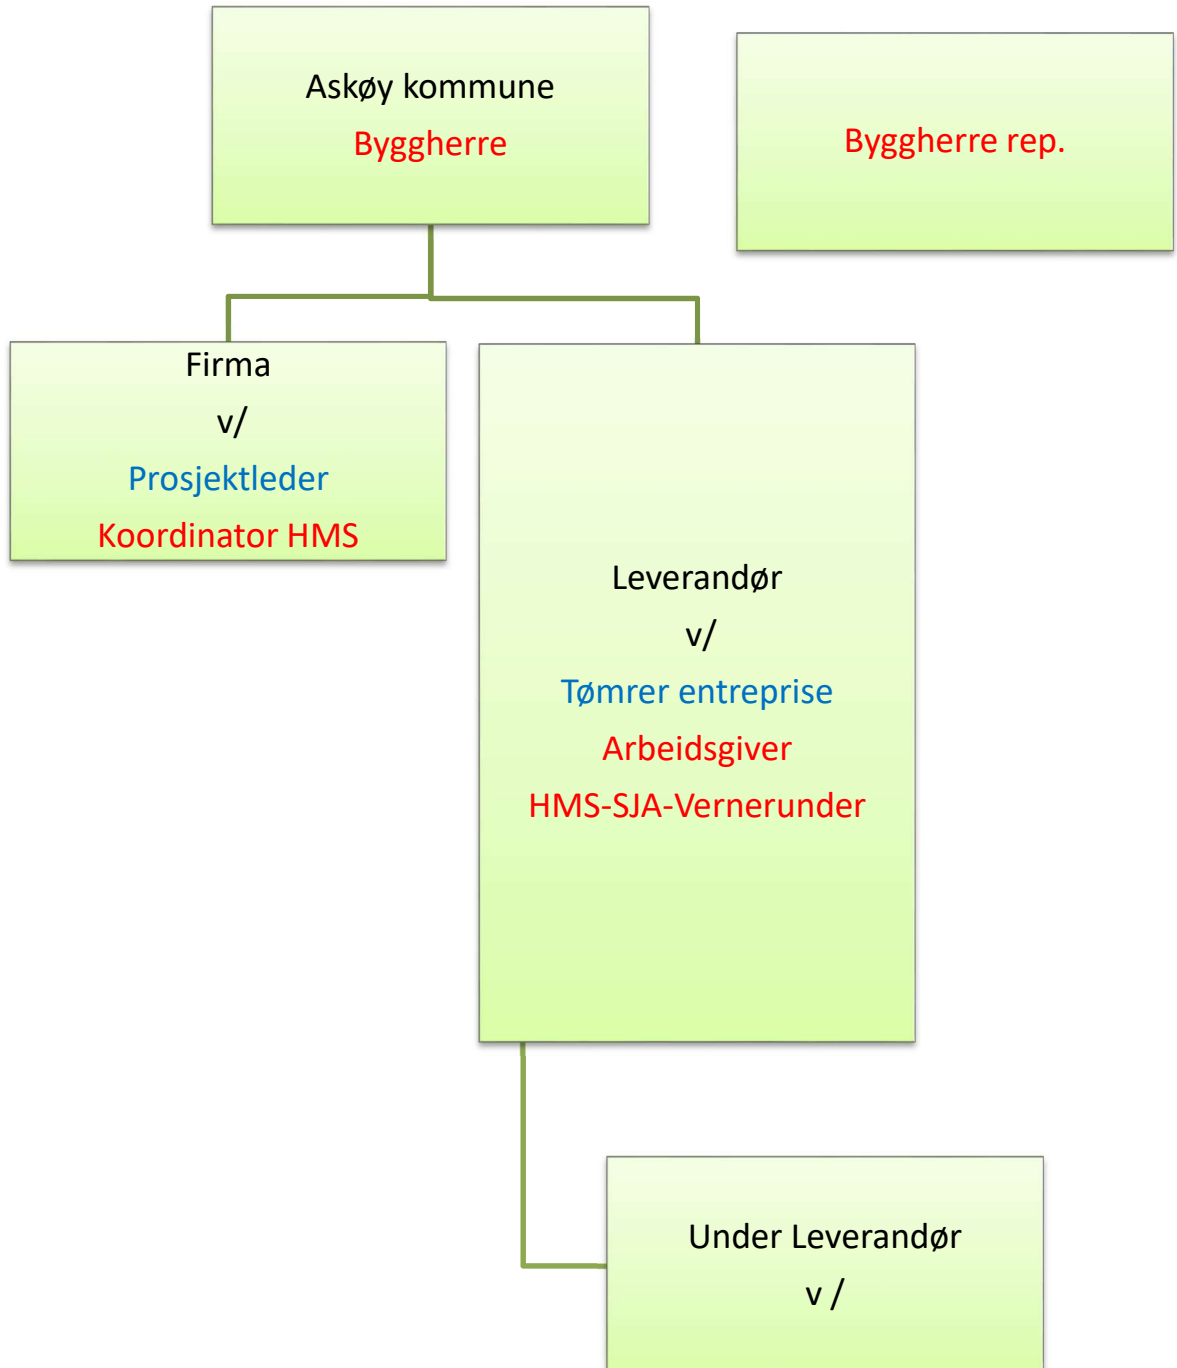 Askøy kommune
Byggherre
Byggherre rep.
Firma
v/
Prosjektleder
Koordinator HMS
Leverandør
v/
Tømrer entreprise
Arbeidsgiver
HMS-SJA-Vernerunder
Under Leverandør
v /